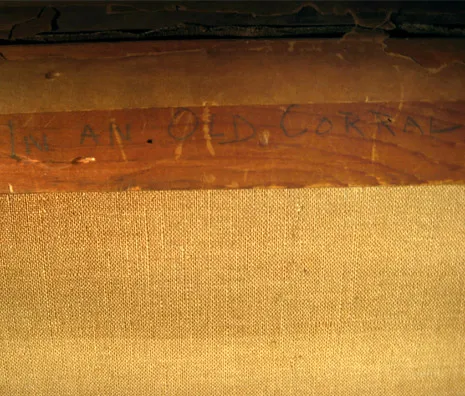 IN AN OLD CORRAL